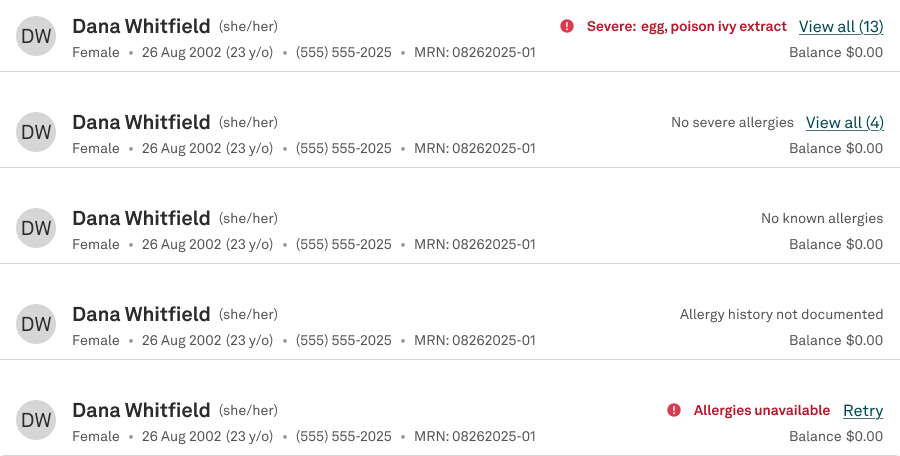 DW Dana Whitfield (she/her) Severe: egg, poison ivy extract View all (13)
Female • 26 Aug 2002 (23 y/o) • (555) 555-2025 • MRN: 08262025-01 Balance $0.00
DW Dana Whitfield (she/her) No severe allergies View all (4)
Female • 26 Aug 2002 (23 y/o) • (555) 555-2025 • MRN: 08262025-01 Balance $0.00
DW Dana Whitfield (she/her) No known allergies
Female • 26 Aug 2002 (23 y/o) • (555) 555-2025 • MRN: 08262025-01 Balance $0.00
DW Dana Whitfield (she/her) Allergy history not documented
Female • 26 Aug 2002 (23 y/o) • (555) 555-2025 • MRN: 08262025-01 Balance $0.00
DW Dana Whitfield (she/her) Allergies unavailable Retry
Female • 26 Aug 2002 (23 y/o) • (555) 555-2025 • MRN: 08262025-01 Balance $0.00